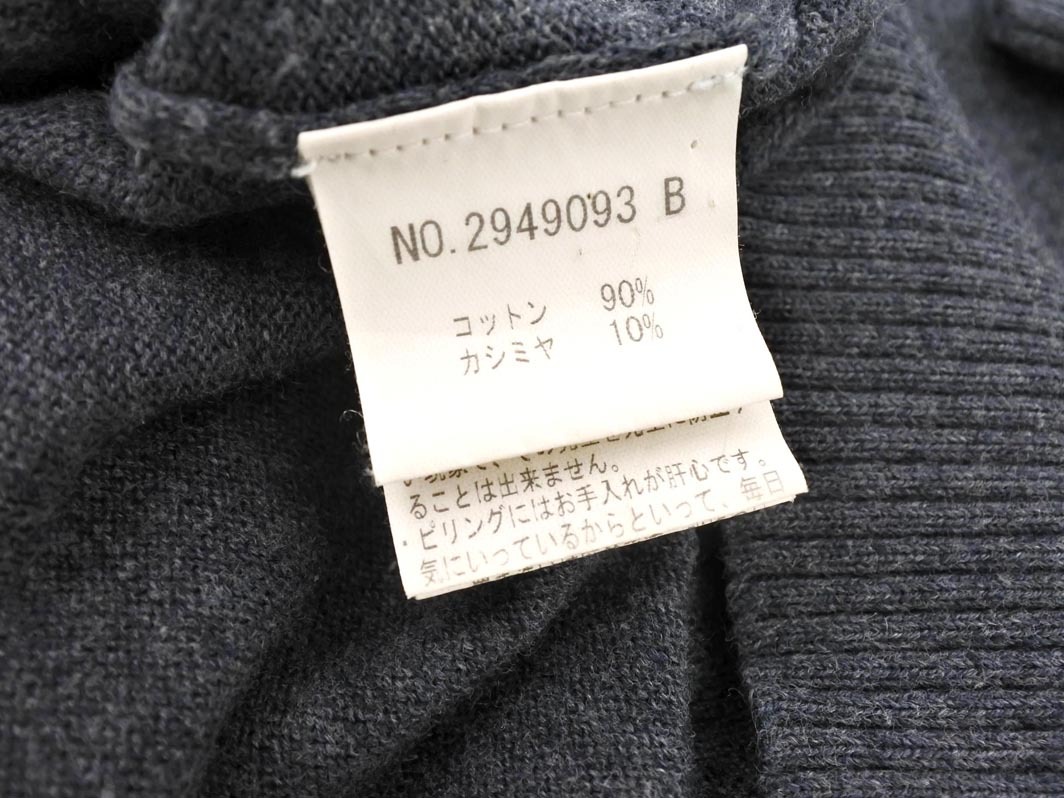 NO.2949093 B
コットン 90%
カシミヤ 10%
ることは出来ません。
・ピリングにはお手入れが肝心です。
気にいっているからといって、毎日